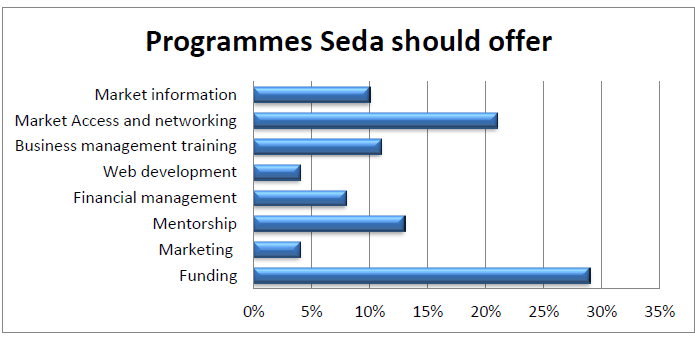 Programmes Seda should offer
Market information
Market Access and networking
Business management training
Web development
Financial management
Mentorship
Marketing
Funding
0% 5% 10% 15% 20% 25% 30% 35%